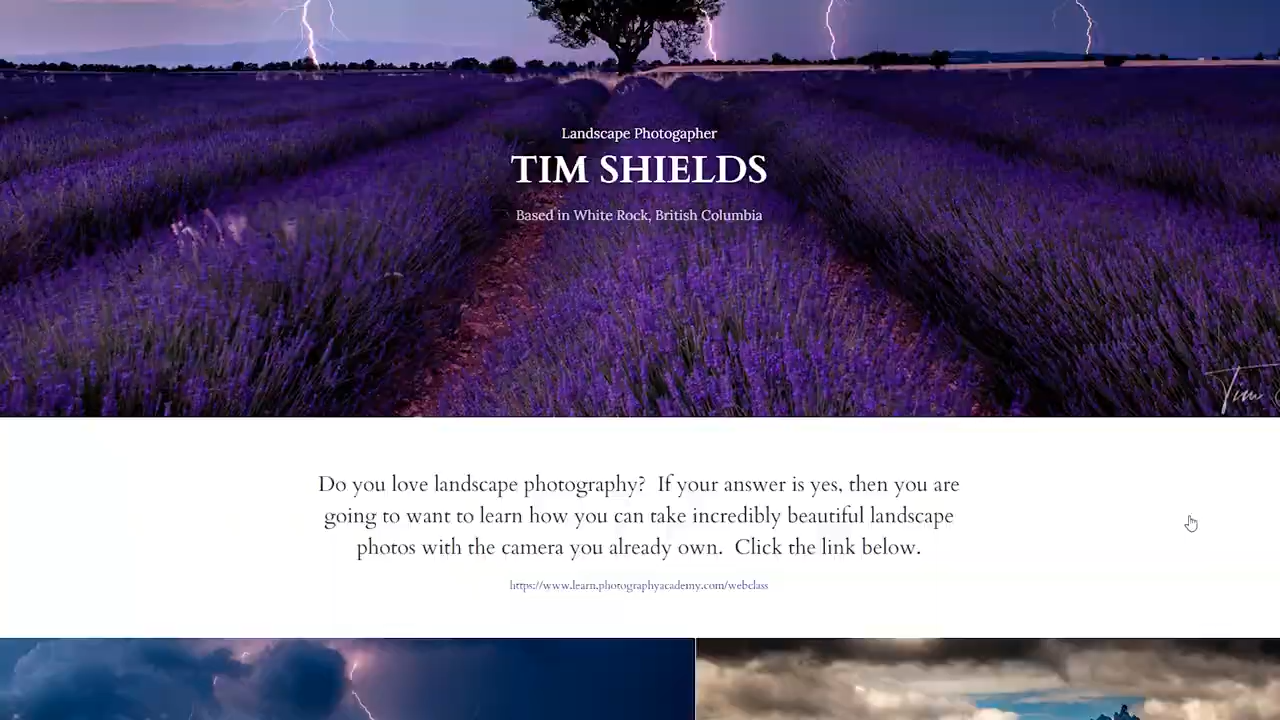 Landscape Photogapher
TIM SHIELDS
Based in White Rock, British Columbia
Tim
Do you love landscape photography?  If your answer is yes, then you are
going to want to learn how you can take incredibly beautiful landscape
photos with the camera you already own.  Click the link below.
https://www.learn.photographyacademy.com/webclass